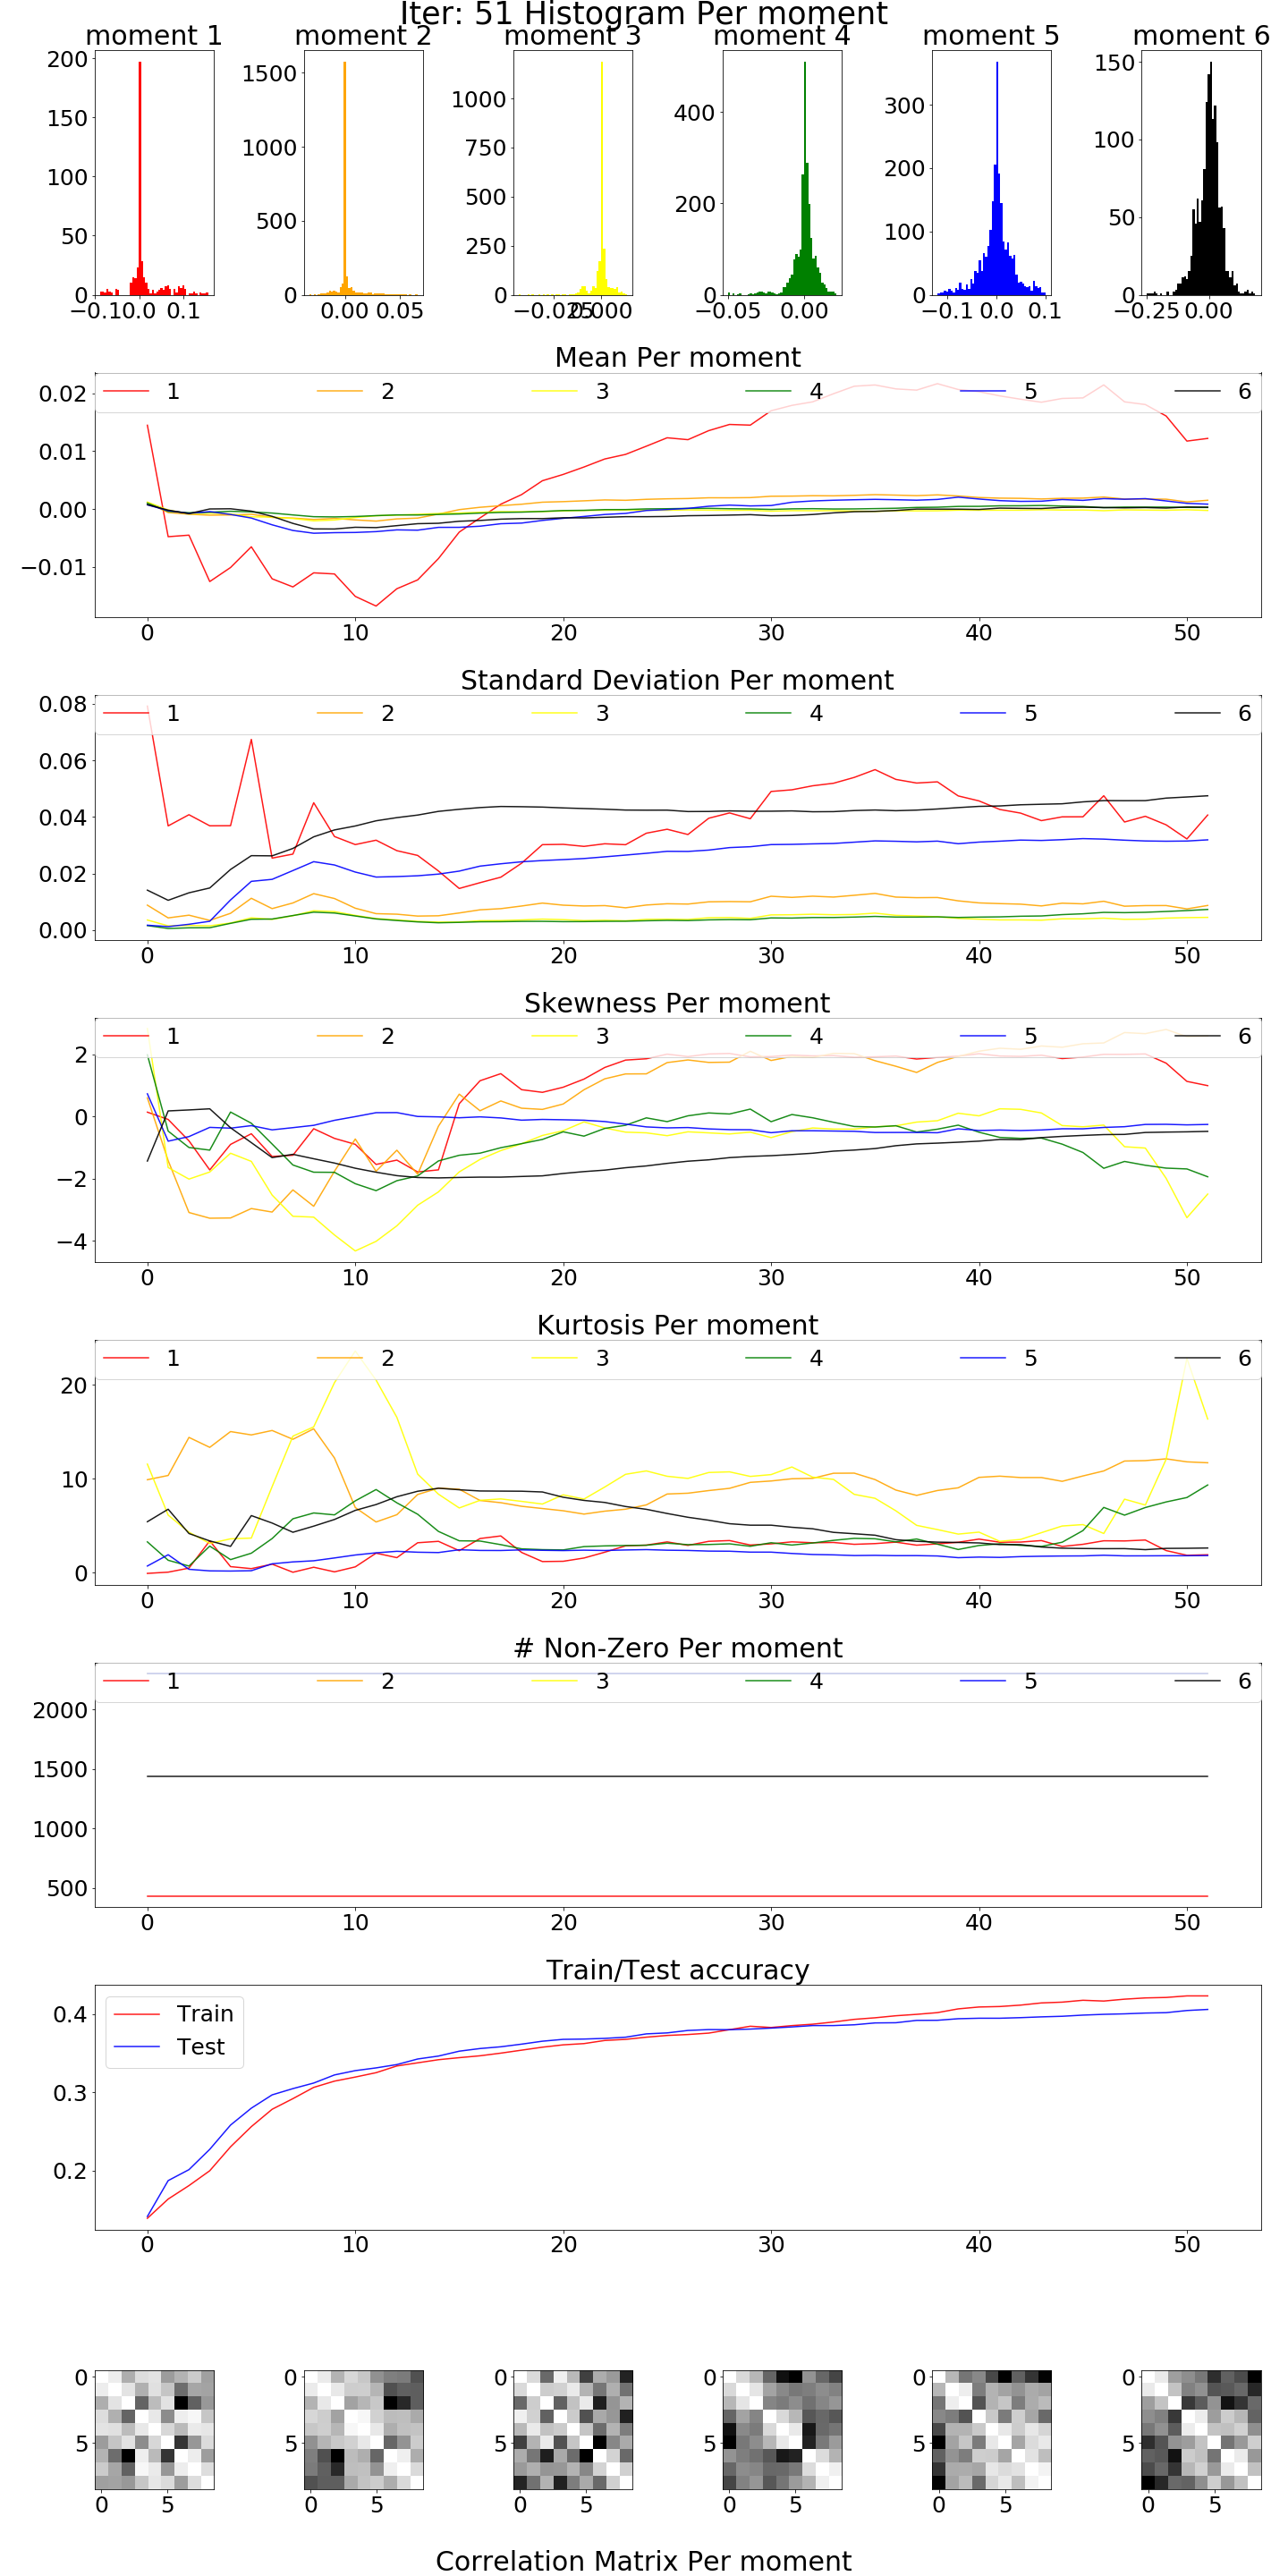 Iter: 51 Histogram Per moment
moment 1 moment 2 moment 3 moment 4 moment 5 moment 6
200 150 100 50 0
−0.1 0.0 0.1
1500 1000 500 0
0.00 0.05
1000 750 500 250 0
−0.025 0.000
400 200 0
−0.05 0.00
300 200 100 0
−0.1 0.0 0.1
150 100 50 0
−0.25 0.00
Mean Per moment
1 2 3 4 5 6
0.02
0.01
0.00
−0.01
0 10 20 30 40 50
Standard Deviation Per moment
1 2 3 4 5 6
0.08
0.06
0.04
0.02
0.00
0 10 20 30 40 50
Skewness Per moment
1 2 3 4 5 6
2
0
−2
−4
0 10 20 30 40 50
Kurtosis Per moment
1 2 3 4 5 6
20
10
0
0 10 20 30 40 50
# Non-Zero Per moment
1 2 3 4 5 6
2000
1500
1000
500
0 10 20 30 40 50
Train/Test accuracy
Train
Test
0.4
0.3
0.2
0 10 20 30 40 50
0 0 0 0 0 0
5 5 5 5 5 5
0 5 0 5 0 5 0 5 0 5 0 5
Correlation Matrix Per moment